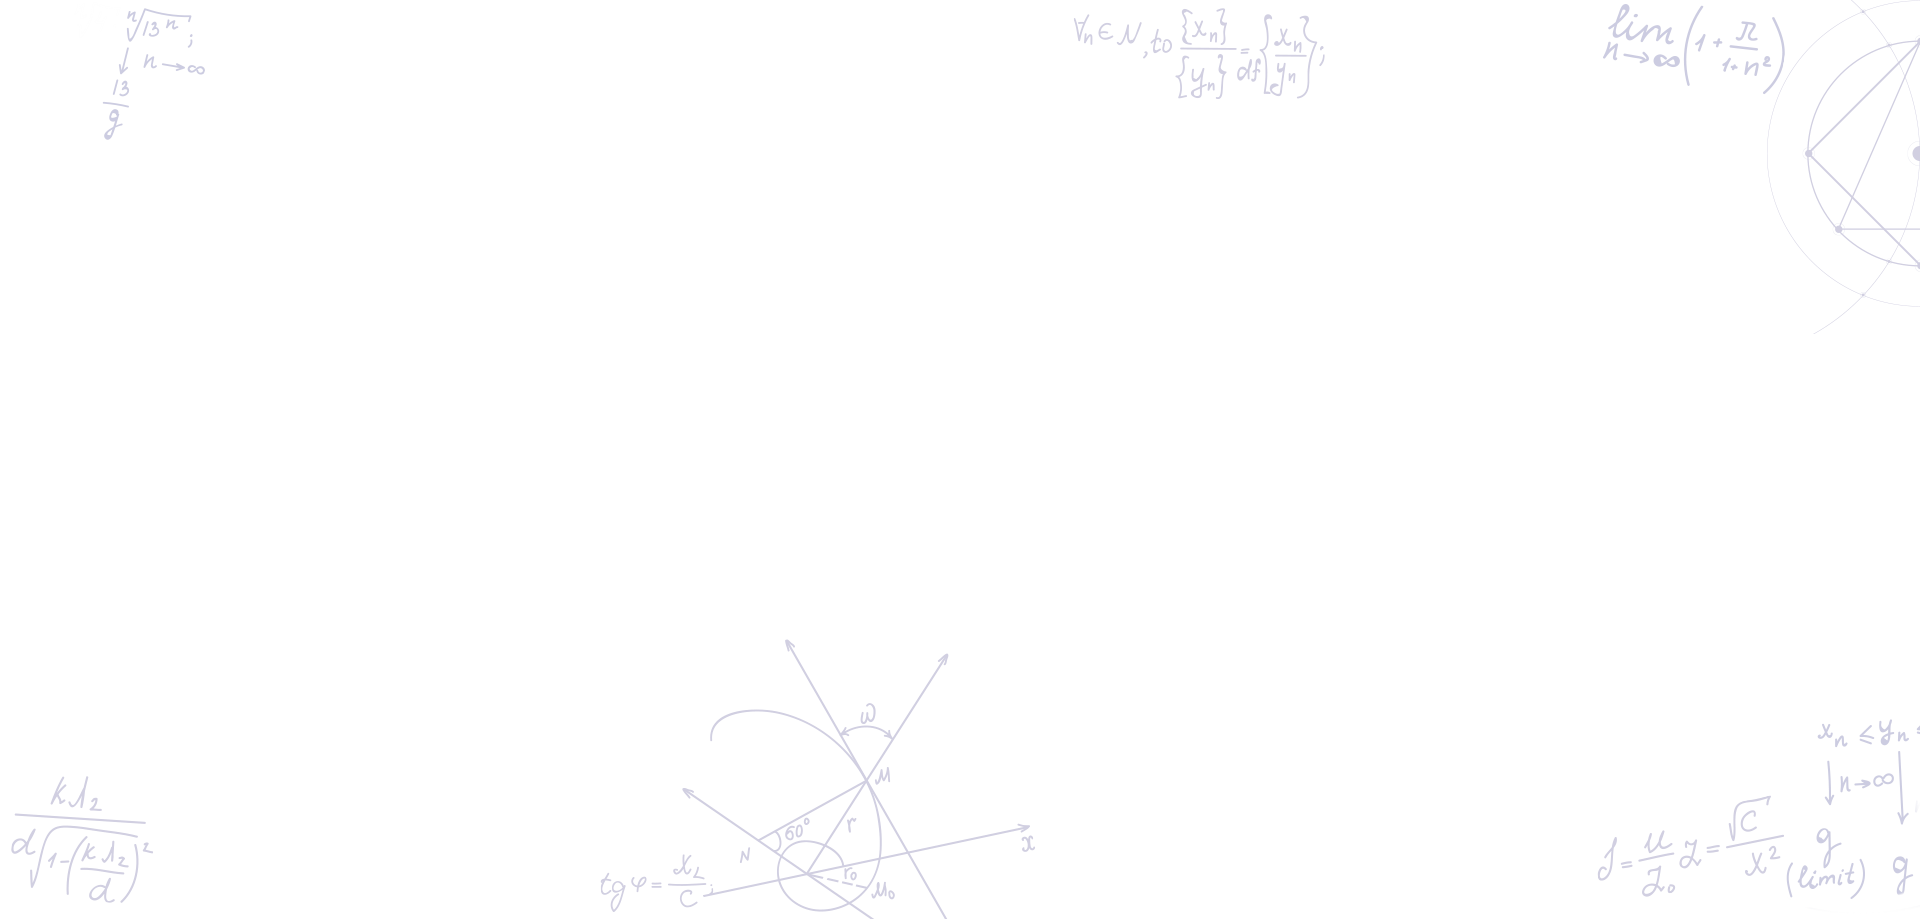 ⁿ√13ⁿ ;
↓ n→∞
13/g
∀n ∈ N, to {xn}/{yn} = df {xn/yn};
lim n→∞ (1 + π/1+n²)
ω
M
60°
r
N
x
r₀
M₀
tg φ = XL/C ;
kλ₂
d√1-(kλ₂/d)²
xn ≤ yn ≤
n→∞
J = u/J₀ J = √C/x²
g
(limit)
g